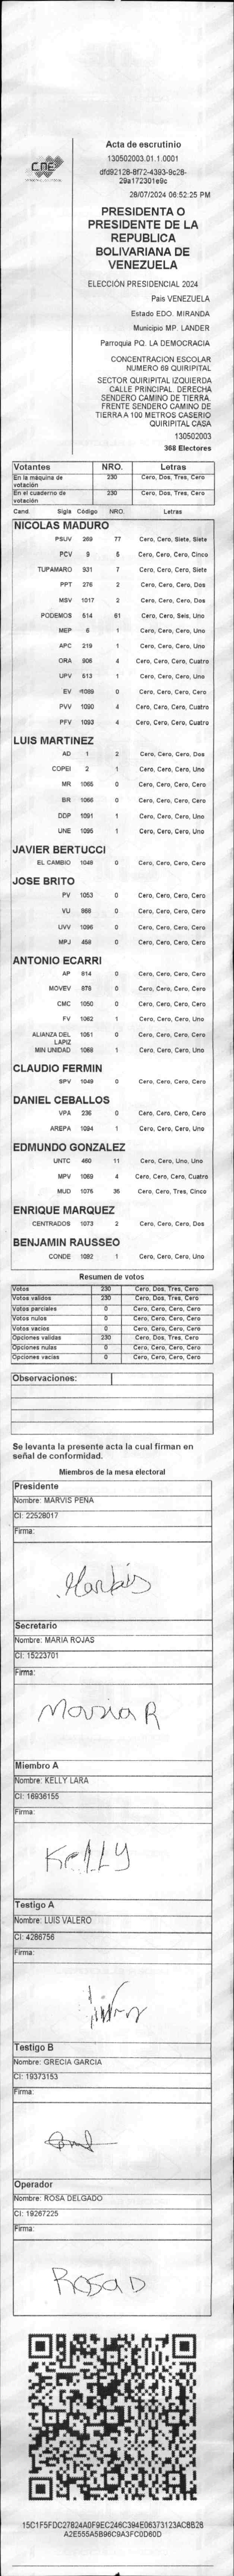 CNE
Acta de escrutinio
130502003.01.1.0001
dfd92128-8f72-4393-9c28-
29a172301e9c
28/07/2024 06:52:25 PM
PRESIDENTA O
PRESIDENTE DE LA
REPUBLICA
BOLIVARIANA DE
VENEZUELA
ELECCIÓN PRESIDENCIAL 2024
País VENEZUELA
Estado EDO. MIRANDA
Municipio MP. LANDER
Parroquia PQ. LA DEMOCRACIA
CONCENTRACION ESCOLAR
NUMERO 69 QUIRIPITAL
SECTOR QUIRIPITAL IZQUIERDA
CALLE PRINCIPAL. DERECHA
SENDERO CAMINO DE TIERRA.
FRENTE SENDERO CAMINO DE
TIERRA A 100 METROS CASERIO
QUIRIPITAL CASA
130502003
368 Electores
Votantes NRO. Letras
En la máquina de votación 230 Cero, Dos, Tres, Cero
En el cuaderno de votación 230 Cero, Dos, Tres, Cero
Cand. Sigla Código NRO. Letras
NICOLAS MADURO
PSUV 269 77 Cero, Cero, Siete, Siete
PCV 9 5 Cero, Cero, Cero, Cinco
TUPAMARO 931 7 Cero, Cero, Cero, Siete
PPT 276 2 Cero, Cero, Cero, Dos
MSV 1017 2 Cero, Cero, Cero, Dos
PODEMOS 514 61 Cero, Cero, Seis, Uno
MEP 6 1 Cero, Cero, Cero, Uno
APC 219 1 Cero, Cero, Cero, Uno
ORA 908 4 Cero, Cero, Cero, Cuatro
UPV 513 1 Cero, Cero, Cero, Uno
EV 1089 0 Cero, Cero, Cero, Cero
PVV 1090 4 Cero, Cero, Cero, Cuatro
PFV 1093 4 Cero, Cero, Cero, Cuatro
LUIS MARTINEZ
AD 1 2 Cero, Cero, Cero, Dos
COPEI 2 1 Cero, Cero, Cero, Uno
MR 1065 0 Cero, Cero, Cero, Cero
BR 1066 0 Cero, Cero, Cero, Cero
DDP 1091 1 Cero, Cero, Cero, Uno
UNE 1095 1 Cero, Cero, Cero, Uno
JAVIER BERTUCCI
EL CAMBIO 1048 0 Cero, Cero, Cero, Cero
JOSE BRITO
PV 1053 0 Cero, Cero, Cero, Cero
VU 868 0 Cero, Cero, Cero, Cero
UVV 1096 0 Cero, Cero, Cero, Cero
MPJ 458 0 Cero, Cero, Cero, Cero
ANTONIO ECARRI
AP 614 0 Cero, Cero, Cero, Cero
MOVEV 878 0 Cero, Cero, Cero, Cero
CMC 1050 0 Cero, Cero, Cero, Cero
FV 1062 1 Cero, Cero, Cero, Uno
ALIANZA DEL LAPIZ 1051 0 Cero, Cero, Cero, Cero
MIN UNIDAD 1068 1 Cero, Cero, Cero, Uno
CLAUDIO FERMIN
SPV 1049 0 Cero, Cero, Cero, Cero
DANIEL CEBALLOS
VPA 236 0 Cero, Cero, Cero, Cero
AREPA 1094 1 Cero, Cero, Cero, Uno
EDMUNDO GONZALEZ
UNTC 460 11 Cero, Cero, Uno, Uno
MPV 1069 4 Cero, Cero, Cero, Cuatro
MUD 1075 35 Cero, Cero, Tres, Cinco
ENRIQUE MARQUEZ
CENTRADOS 1073 2 Cero, Cero, Cero, Dos
BENJAMIN RAUSSEO
CONDE 1092 1 Cero, Cero, Cero, Uno
Resumen de votos
Votos 230 Cero, Dos, Tres, Cero
Votos validos 230 Cero, Dos, Tres, Cero
Votos parciales 0 Cero, Cero, Cero, Cero
Votos nulos 0 Cero, Cero, Cero, Cero
Votos vacios 0 Cero, Cero, Cero, Cero
Opciones validas 230 Cero, Dos, Tres, Cero
Opciones nulas 0 Cero, Cero, Cero, Cero
Opciones vacias 0 Cero, Cero, Cero, Cero
Observaciones:
Se levanta la presente acta la cual firman en
señal de conformidad.
Miembros de la mesa electoral
Presidente
Nombre: MARVIS PENA
CI: 22528017
Firma:
Secretario
Nombre: MARIA ROJAS
CI: 15223701
Firma:
Maria R
Miembro A
Nombre: KELLY LARA
CI: 16936155
Firma:
KeLLY
Testigo A
Nombre: LUIS VALERO
CI: 4286756
Firma:
Testigo B
Nombre: GRECIA GARCIA
CI: 19373153
Firma:
Operador
Nombre: ROSA DELGADO
CI: 19267225
Firma:
Rosa D
15C1F5FDC27824A0F9EC246C394E06373123AC8B28
A2E555A5B96C9A3FC0D60D